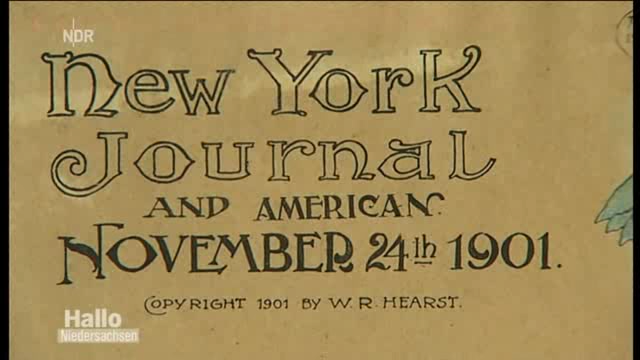 NDR
New York
Journal
AND AMERICAN.
NOVEMBER 24th 1901.
COPYRIGHT 1901 BY W. R. HEARST.
Hallo
Niedersachsen